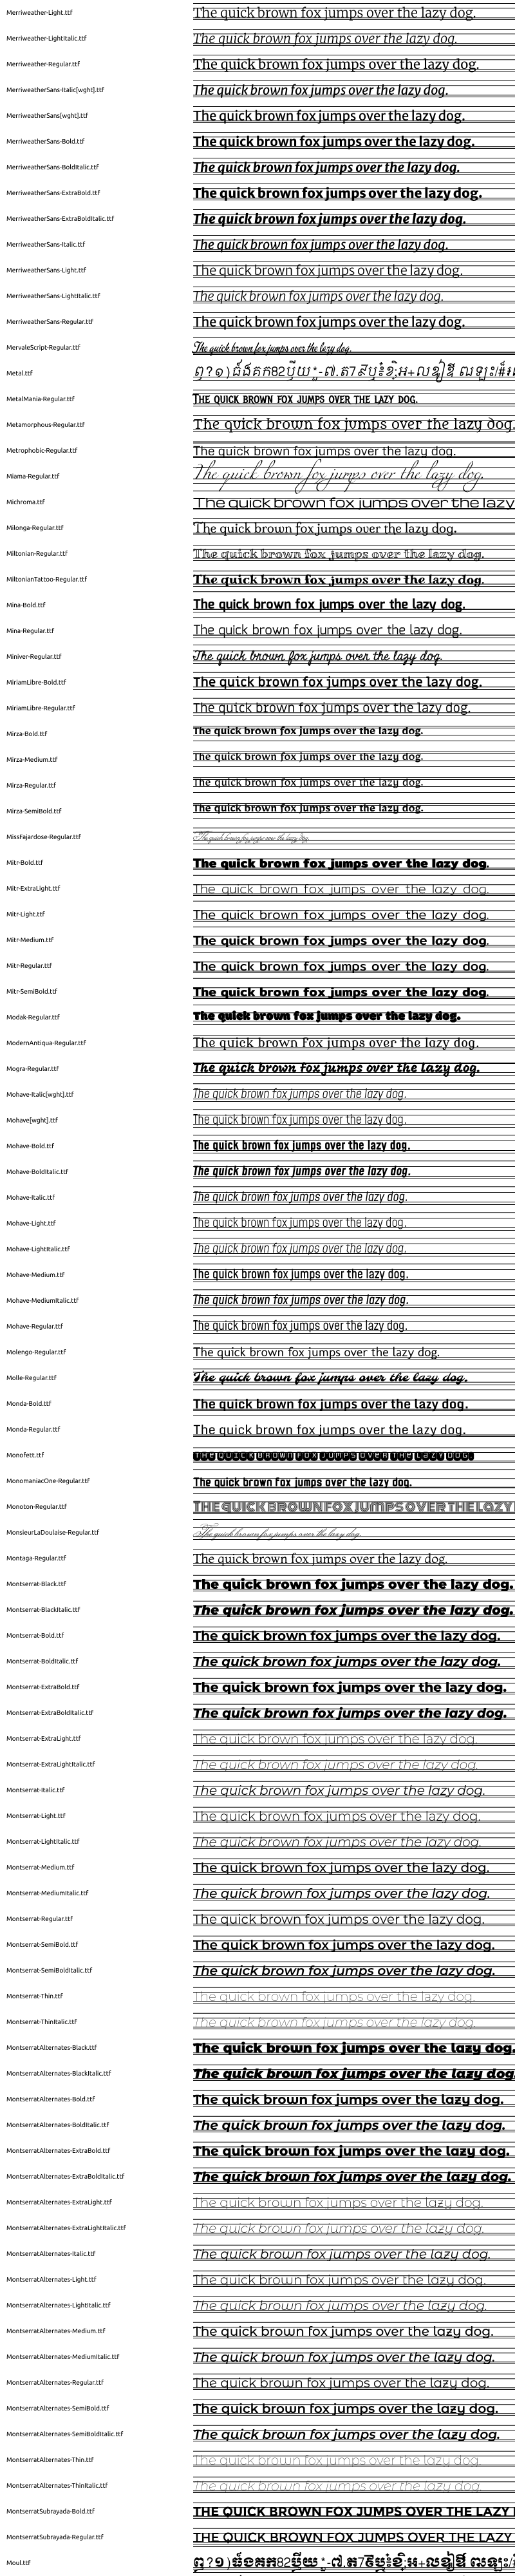 Merriweather-Light.ttf The quick brown fox jumps over the lazy dog.
Merriweather-LightItalic.ttf The quick brown fox jumps over the lazy dog.
Merriweather-Regular.ttf The quick brown fox jumps over the lazy dog.
MerriweatherSans-Italic[wght].ttf The quick brown fox jumps over the lazy dog.
MerriweatherSans[wght].ttf The quick brown fox jumps over the lazy dog.
MerriweatherSans-Bold.ttf The quick brown fox jumps over the lazy dog.
MerriweatherSans-BoldItalic.ttf The quick brown fox jumps over the lazy dog.
MerriweatherSans-ExtraBold.ttf The quick brown fox jumps over the lazy dog.
MerriweatherSans-ExtraBoldItalic.ttf The quick brown fox jumps over the lazy dog.
MerriweatherSans-Italic.ttf The quick brown fox jumps over the lazy dog.
MerriweatherSans-Light.ttf The quick brown fox jumps over the lazy dog.
MerriweatherSans-LightItalic.ttf The quick brown fox jumps over the lazy dog.
MerriweatherSans-Regular.ttf The quick brown fox jumps over the lazy dog.
MervaleScript-Regular.ttf The quick brown fox jumps over the lazy dog.
Metal.ttf
MetalMania-Regular.ttf The quick brown fox jumps over the lazy dog.
Metamorphous-Regular.ttf The quick brown fox jumps over the lazy dog.
Metrophobic-Regular.ttf The quick brown fox jumps over the lazy dog.
Miama-Regular.ttf The quick brown fox jumps over the lazy dog.
Michroma.ttf The quick brown fox jumps over the lazy
Milonga-Regular.ttf The quick brown fox jumps over the lazy dog.
Miltonian-Regular.ttf The quick brown fox jumps over the lazy dog.
MiltonianTattoo-Regular.ttf The quick brown fox jumps over the lazy dog.
Mina-Bold.ttf The quick brown fox jumps over the lazy dog.
Mina-Regular.ttf The quick brown fox jumps over the lazy dog.
Miniver-Regular.ttf The quick brown fox jumps over the lazy dog.
MiriamLibre-Bold.ttf The quick brown fox jumps over the lazy dog.
MiriamLibre-Regular.ttf The quick brown fox jumps over the lazy dog.
Mirza-Bold.ttf The quick brown fox jumps over the lazy dog.
Mirza-Medium.ttf The quick brown fox jumps over the lazy dog.
Mirza-Regular.ttf The quick brown fox jumps over the lazy dog.
Mirza-SemiBold.ttf The quick brown fox jumps over the lazy dog.
MissFajardose-Regular.ttf The quick brown fox jumps over the lazy dog.
Mitr-Bold.ttf The quick brown fox jumps over the lazy dog.
Mitr-ExtraLight.ttf The quick brown fox jumps over the lazy dog.
Mitr-Light.ttf The quick brown fox jumps over the lazy dog.
Mitr-Medium.ttf The quick brown fox jumps over the lazy dog.
Mitr-Regular.ttf The quick brown fox jumps over the lazy dog.
Mitr-SemiBold.ttf The quick brown fox jumps over the lazy dog.
Modak-Regular.ttf The quick brown fox jumps over the lazy dog.
ModernAntiqua-Regular.ttf The quick brown fox jumps over the lazy dog.
Mogra-Regular.ttf The quick brown fox jumps over the lazy dog.
Mohave-Italic[wght].ttf The quick brown fox jumps over the lazy dog.
Mohave[wght].ttf The quick brown fox jumps over the lazy dog.
Mohave-Bold.ttf The quick brown fox jumps over the lazy dog.
Mohave-BoldItalic.ttf The quick brown fox jumps over the lazy dog.
Mohave-Italic.ttf The quick brown fox jumps over the lazy dog.
Mohave-Light.ttf The quick brown fox jumps over the lazy dog.
Mohave-LightItalic.ttf The quick brown fox jumps over the lazy dog.
Mohave-Medium.ttf The quick brown fox jumps over the lazy dog.
Mohave-MediumItalic.ttf The quick brown fox jumps over the lazy dog.
Mohave-Regular.ttf The quick brown fox jumps over the lazy dog.
Molengo-Regular.ttf The quick brown fox jumps over the lazy dog.
Molle-Regular.ttf The quick brown fox jumps over the lazy dog.
Monda-Bold.ttf The quick brown fox jumps over the lazy dog.
Monda-Regular.ttf The quick brown fox jumps over the lazy dog.
Monofett.ttf The quick brown fox jumps over the lazy dog.
MonomaniacOne-Regular.ttf The quick brown fox jumps over the lazy dog.
Monoton-Regular.ttf THE QUICK BROWN FOX JUMPS OVER THE LAZY
MonsieurLaDoulaise-Regular.ttf The quick brown fox jumps over the lazy dog.
Montaga-Regular.ttf The quick brown fox jumps over the lazy dog.
Montserrat-Black.ttf The quick brown fox jumps over the lazy dog.
Montserrat-BlackItalic.ttf The quick brown fox jumps over the lazy dog.
Montserrat-Bold.ttf The quick brown fox jumps over the lazy dog.
Montserrat-BoldItalic.ttf The quick brown fox jumps over the lazy dog.
Montserrat-ExtraBold.ttf The quick brown fox jumps over the lazy dog.
Montserrat-ExtraBoldItalic.ttf The quick brown fox jumps over the lazy dog.
Montserrat-ExtraLight.ttf The quick brown fox jumps over the lazy dog.
Montserrat-ExtraLightItalic.ttf The quick brown fox jumps over the lazy dog.
Montserrat-Italic.ttf The quick brown fox jumps over the lazy dog.
Montserrat-Light.ttf The quick brown fox jumps over the lazy dog.
Montserrat-LightItalic.ttf The quick brown fox jumps over the lazy dog.
Montserrat-Medium.ttf The quick brown fox jumps over the lazy dog.
Montserrat-MediumItalic.ttf The quick brown fox jumps over the lazy dog.
Montserrat-Regular.ttf The quick brown fox jumps over the lazy dog.
Montserrat-SemiBold.ttf The quick brown fox jumps over the lazy dog.
Montserrat-SemiBoldItalic.ttf The quick brown fox jumps over the lazy dog.
Montserrat-Thin.ttf The quick brown fox jumps over the lazy dog.
Montserrat-ThinItalic.ttf The quick brown fox jumps over the lazy dog.
MontserratAlternates-Black.ttf The quick brown fox jumps over the lazy dog.
MontserratAlternates-BlackItalic.ttf The quick brown fox jumps over the lazy dog.
MontserratAlternates-Bold.ttf The quick brown fox jumps over the lazy dog.
MontserratAlternates-BoldItalic.ttf The quick brown fox jumps over the lazy dog.
MontserratAlternates-ExtraBold.ttf The quick brown fox jumps over the lazy dog.
MontserratAlternates-ExtraBoldItalic.ttf The quick brown fox jumps over the lazy dog.
MontserratAlternates-ExtraLight.ttf The quick brown fox jumps over the lazy dog.
MontserratAlternates-ExtraLightItalic.ttf The quick brown fox jumps over the lazy dog.
MontserratAlternates-Italic.ttf The quick brown fox jumps over the lazy dog.
MontserratAlternates-Light.ttf The quick brown fox jumps over the lazy dog.
MontserratAlternates-LightItalic.ttf The quick brown fox jumps over the lazy dog.
MontserratAlternates-Medium.ttf The quick brown fox jumps over the lazy dog.
MontserratAlternates-MediumItalic.ttf The quick brown fox jumps over the lazy dog.
MontserratAlternates-Regular.ttf The quick brown fox jumps over the lazy dog.
MontserratAlternates-SemiBold.ttf The quick brown fox jumps over the lazy dog.
MontserratAlternates-SemiBoldItalic.ttf The quick brown fox jumps over the lazy dog.
MontserratAlternates-Thin.ttf The quick brown fox jumps over the lazy dog.
MontserratAlternates-ThinItalic.ttf The quick brown fox jumps over the lazy dog.
MontserratSubrayada-Bold.ttf THE QUICK BROWN FOX JUMPS OVER THE LAZY
MontserratSubrayada-Regular.ttf THE QUICK BROWN FOX JUMPS OVER THE LAZY
Moul.ttf